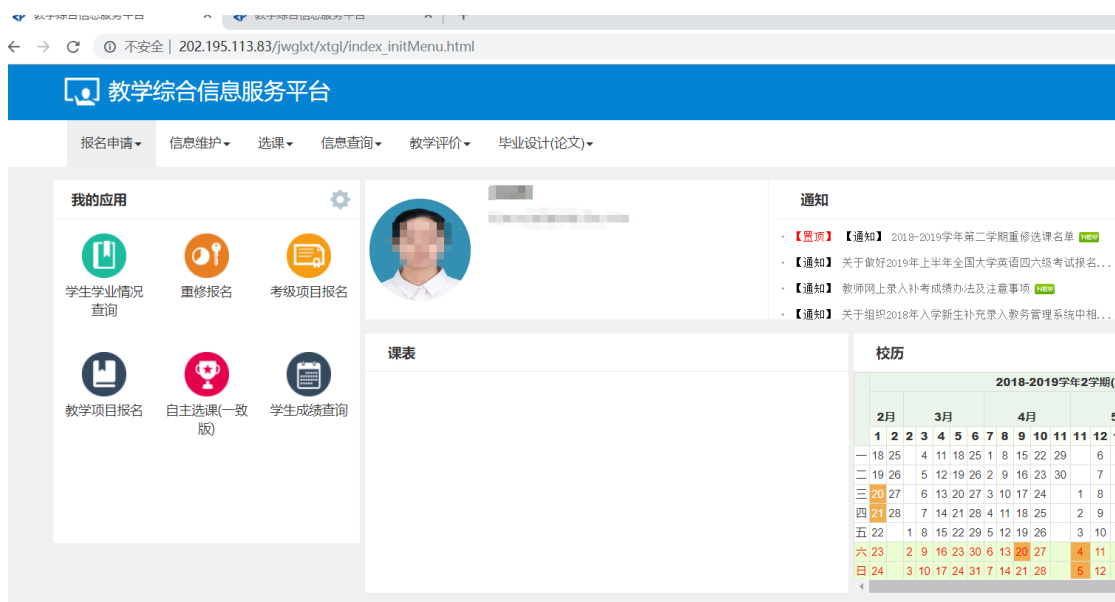 教学综合信息服务平台 × 教学综合信息服务平台 × +
不安全 | 202.195.113.83/jwglxt/xtgl/index_initMenu.html
教学综合信息服务平台
报名申请 信息维护 选课 信息查询 教学评价 毕业设计(论文)
我的应用
学生学业情况
查询
重修报名
考级项目报名
教学项目报名
自主选课(一致
版)
学生成绩查询
通知
【置顶】【通知】 2018-2019学年第二学期重修选课名单 NEW
【通知】 关于做好2019年上半年全国大学英语四六级考试报名...
【通知】 教师网上录入补考成绩办法及注意事项 NEW
【通知】 关于组织2018年入学新生补充录入教务管理系统中相...
课表
校历
2018-2019学年2学期(
2月 3月 4月 5
1 2 2 3 4 5 6 7 8 9 10 11 11 12
一 18 25 4 11 18 25 1 8 15 22 29 6
二 19 26 5 12 19 26 2 9 16 23 30 7
三 20 27 6 13 20 27 3 10 17 24 1 8
四 21 28 7 14 21 28 4 11 18 25 2 9
五 22 1 8 15 22 29 5 12 19 26 3 10
六 23 2 9 16 23 30 6 13 20 27 4 11
日 24 3 10 17 24 31 7 14 21 28 5 12